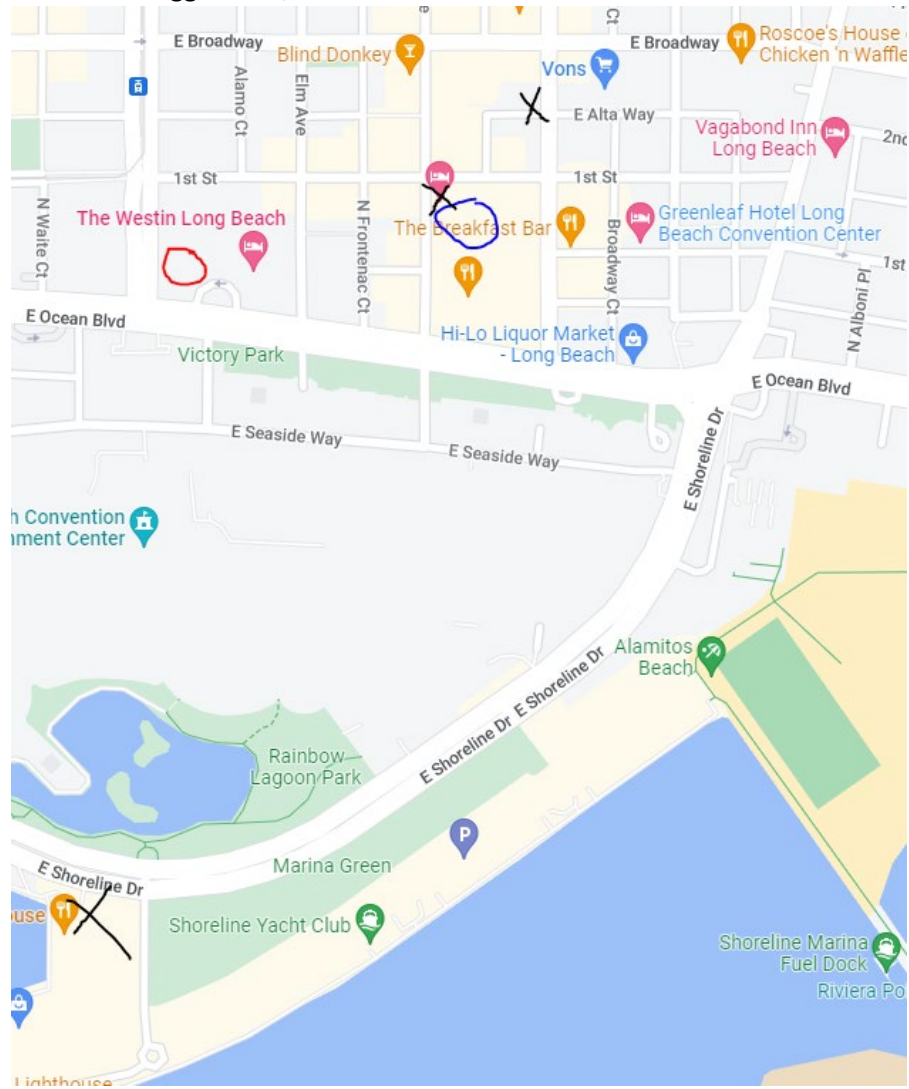 E Broadway
Blind Donkey
Alamo Ct
Elm Ave
e
Ct
Vons
E Broadway
Roscoe's House
Chicken 'n Waffle
E Alta Way
Vagabond Inn
Long Beach
2nd
1st St
1st St
N Waite Ct
The Westin Long Beach
N Frontenac Ct
The Breakfast Bar
Broadway Ct
Greenleaf Hotel Long
Beach Convention
Center
1st
N Alboni Pl
E Ocean Blvd
Victory Park
Hi-Lo Liquor Market
- Long Beach
E Ocean Blvd
E Seaside Way
E Seaside Way
E Shoreline Dr
h Convention
nment Center
Alamitos
Beach
E Shoreline Dr
E Shoreline Dr
Rainbow
Lagoon Park
P
Marina Green
E Shoreline Dr
use
Shoreline Yacht Club
Shoreline Marina
Fuel Dock
Riviera Po
Lighthouse